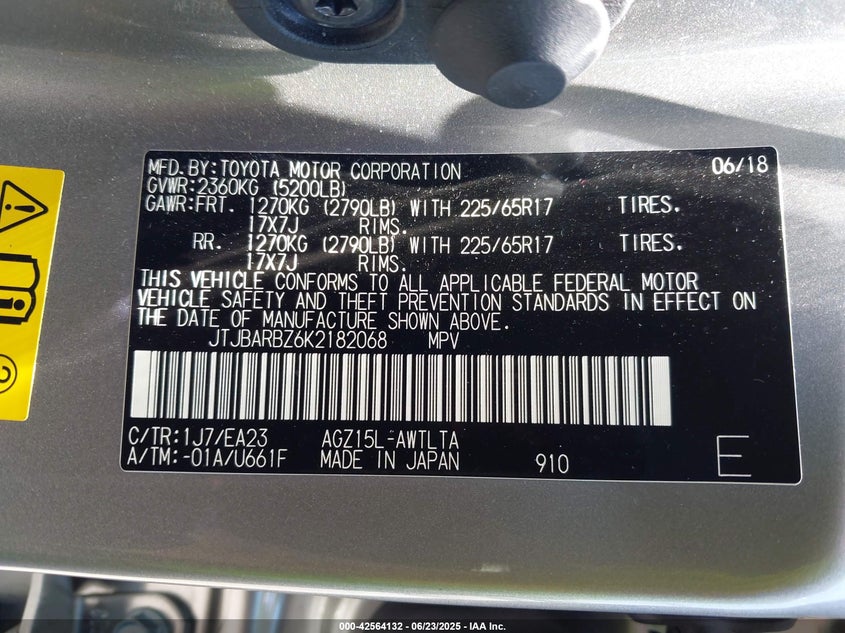 MFD.BY:TOYOTA MOTOR CORPORATION 06/18
GVWR:2360KG (5200LB)
GAWR:FRT. 1270KG (2790LB) WITH 225/65R17 TIRES.
17X7J RIMS.
RR. 1270KG (2790LB) WITH 225/65R17 TIRES.
17X7J RIMS.
THIS VEHICLE CONFORMS TO ALL APPLICABLE FEDERAL MOTOR
VEHICLE SAFETY AND THEFT PREVENTION STANDARDS IN EFFECT ON
THE DATE OF MANUFACTURE SHOWN ABOVE.
JTJBARBZ6K2182068 MPV
C/TR:1J7/EA23 AGZ15L-AWTLTA
A/TM:-01A/U661F MADE IN JAPAN 910 E
2
000-42564132 - 06/23/2025 - IAA Inc.